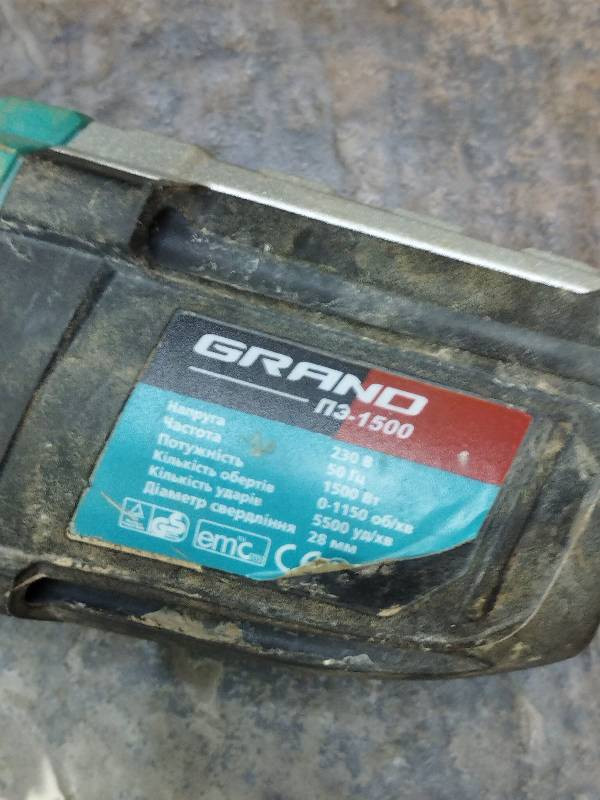 GRAND
ПЭ-1500
Напруга 230 В
Частота 50 Гц
Потужність 1500 Вт
Кількість обертів 0-1150 об/хв
Кількість ударів 5500 уд/хв
Діаметр свердління 28 мм
GS emc CE